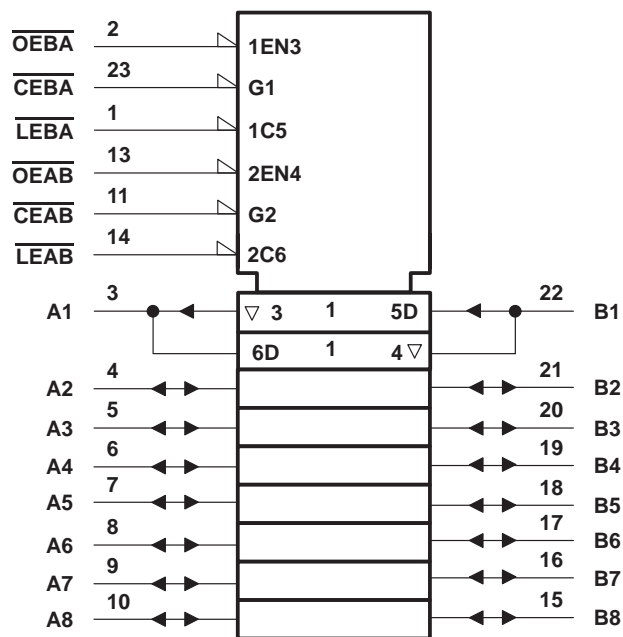 OEBA 2 1EN3
CEBA 23 G1
LEBA 1 1C5
OEAB 13 2EN4
CEAB 11 G2
LEAB 14 2C6
A1 3 ▽ 3 1 5D 22 B1
6D 1 4 ▽
A2 4 21 B2
A3 5 20 B3
A4 6 19 B4
A5 7 18 B5
A6 8 17 B6
A7 9 16 B7
A8 10 15 B8